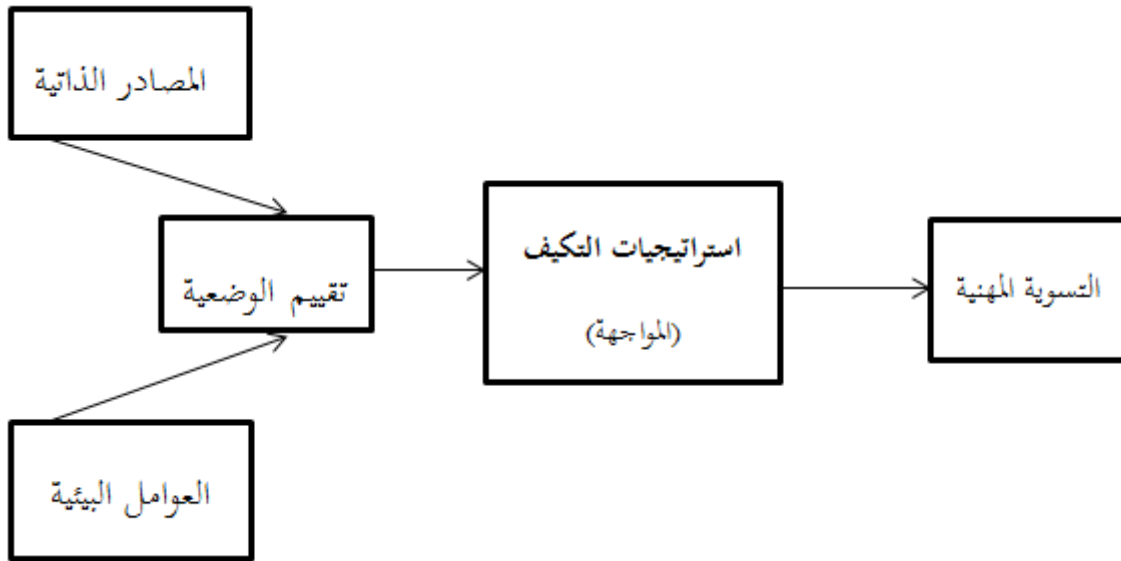 المصادر الذاتية
تقييم الوضعية
استراتيجيات التكيف
(المواجهة)
التسوية المهنية
العوامل البيئية